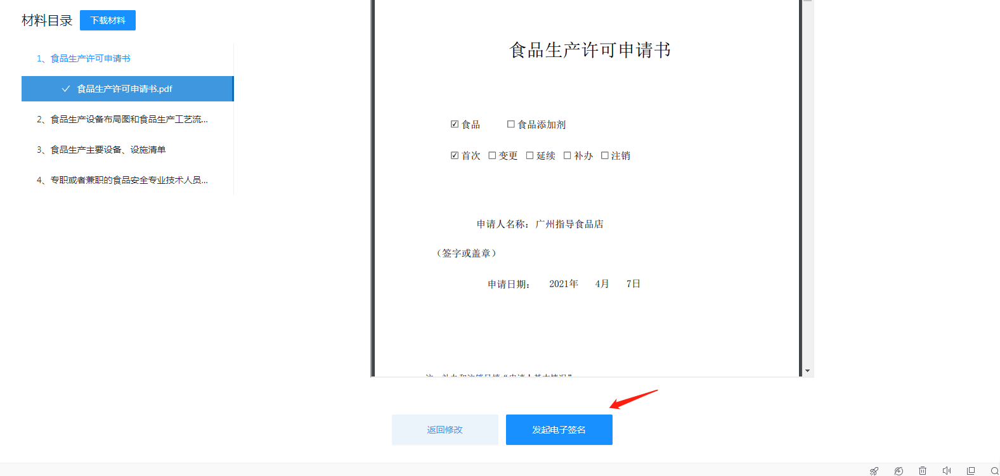 材料目录
下载材料
1、食品生产许可申请书
食品生产许可申请书.pdf
2、食品生产设备布局图和食品生产工艺流...
3、食品生产主要设备、设施清单
4、专职或者兼职的食品安全专业技术人员...
食品生产许可申请书
☑食品 ☐食品添加剂
☑首次 ☐变更 ☐延续 ☐补办 ☐注销
申请人名称：广州指导食品店
（签字或盖章）
申请日期： 2021年 4月 7日
返回修改
发起电子签名